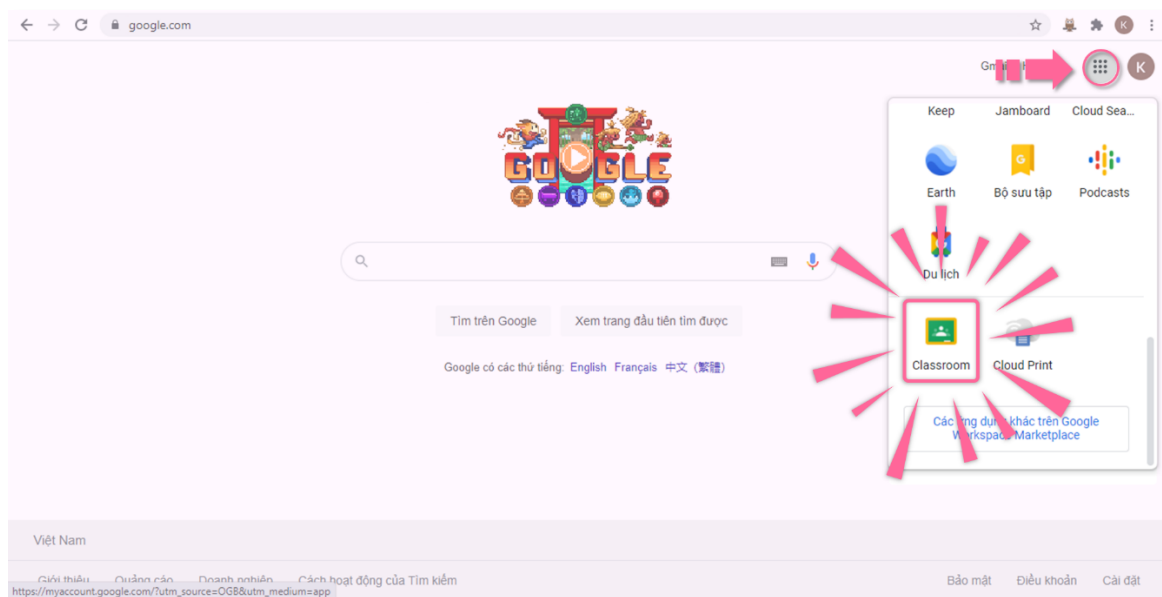 google.com
K
K
Keep Jamboard Cloud Sea...
Earth Bộ sưu tập Podcasts
GOOGLE
Du lịch
Tìm trên Google Xem trang đầu tiên tìm được
Google có các thứ tiếng: English Français 中文 (繁體)
Classroom Cloud Print
Các ứng dụng khác trên Google
Workspace Marketplace
Việt Nam
Giới thiệu Quảng cáo Doanh nghiệp Cách hoạt động của Tìm kiếm Bảo mật Điều khoản Cài đặt
https://myaccount.google.com/?utm_source=OGB&utm_medium=app